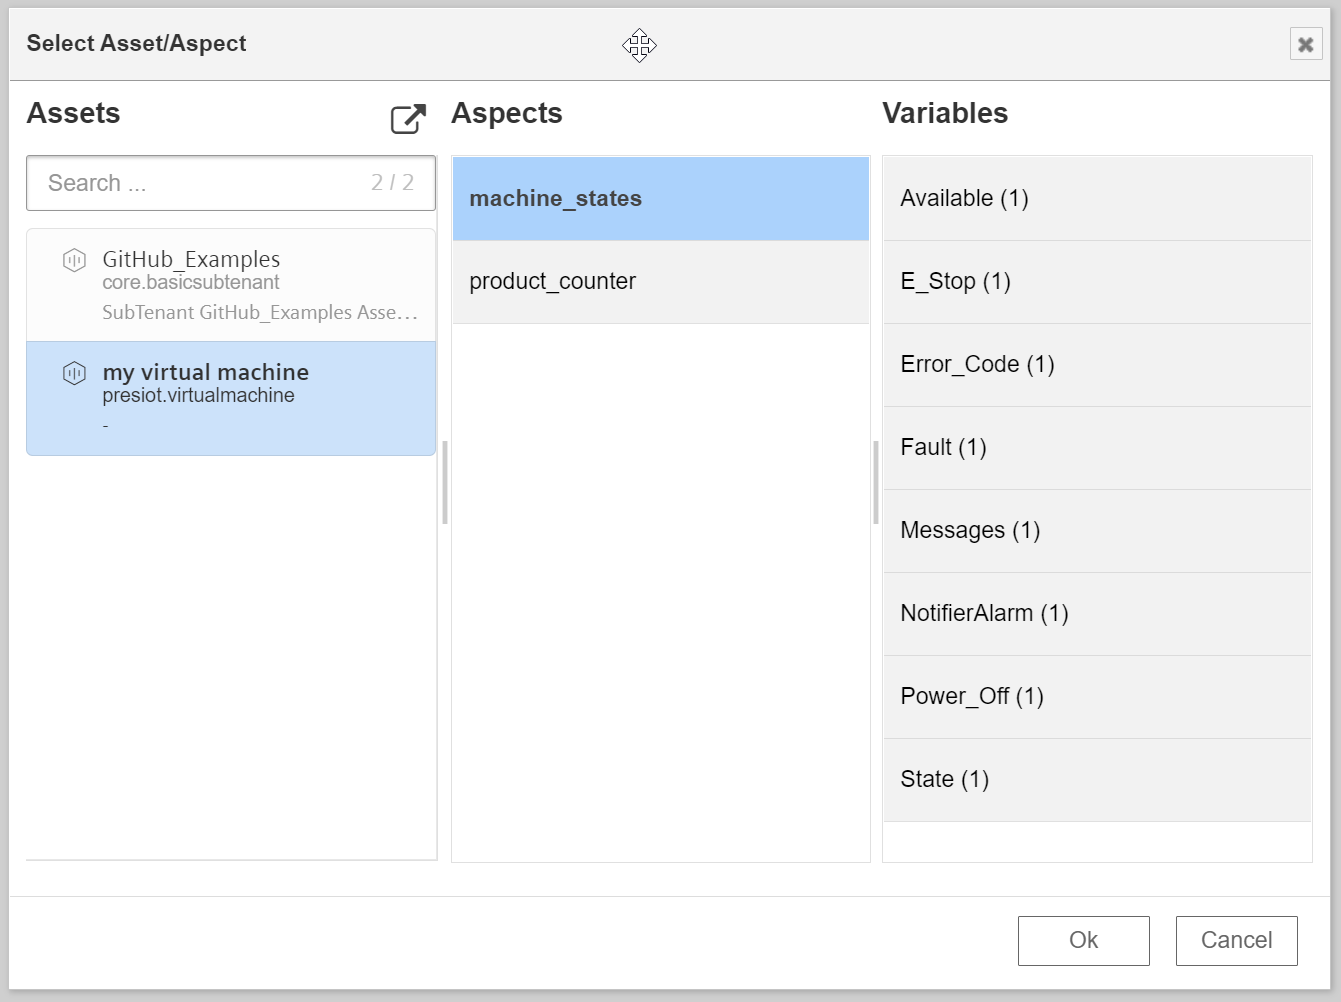 Select Asset/Aspect
Assets
Search ...
2 / 2
GitHub_Examples
core.basicsubtenant
SubTenant GitHub_Examples Asse...
my virtual machine
presiot.virtualmachine
-
Aspects
machine_states
product_counter
Variables
Available (1)
E_Stop (1)
Error_Code (1)
Fault (1)
Messages (1)
NotifierAlarm (1)
Power_Off (1)
State (1)
Ok
Cancel